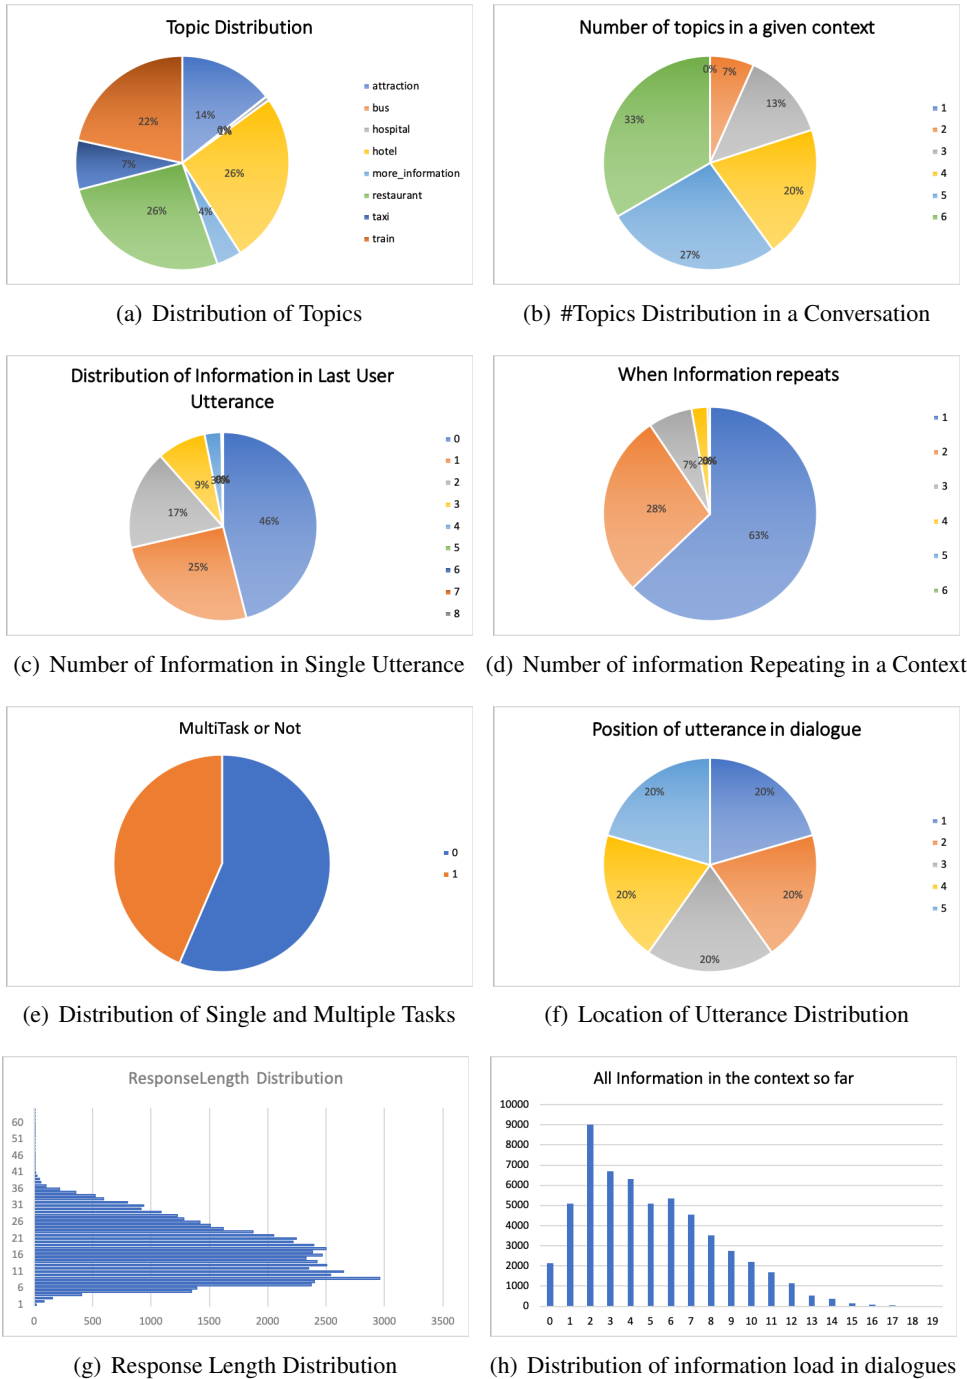 Topic Distribution
14%
26%
4%
26%
7%
22%
attraction
bus
hospital
hotel
more_information
restaurant
taxi
train
(a) Distribution of Topics
Number of topics in a given context
0%
7%
13%
20%
27%
33%
1
2
3
4
5
6
(b) #Topics Distribution in a Conversation
Distribution of Information in Last User
Utterance
46%
25%
17%
9%
0
1
2
3
4
5
6
7
8
(c) Number of Information in Single Utterance
When Information repeats
63%
28%
7%
1
2
3
4
5
6
(d) Number of information Repeating in a Context
MultiTask or Not
0
1
(e) Distribution of Single and Multiple Tasks
Position of utterance in dialogue
20%
20%
20%
20%
20%
1
2
3
4
5
(f) Location of Utterance Distribution
ResponseLength Distribution
60
51
46
41
36
31
26
21
16
11
6
1
0 500 1000 1500 2000 2500 3000 3500
(g) Response Length Distribution
All Information in the context so far
10000
9000
8000
7000
6000
5000
4000
3000
2000
1000
0
0 1 2 3 4 5 6 7 8 9 10 11 12 13 14 15 16 17 18 19
(h) Distribution of information load in dialogues